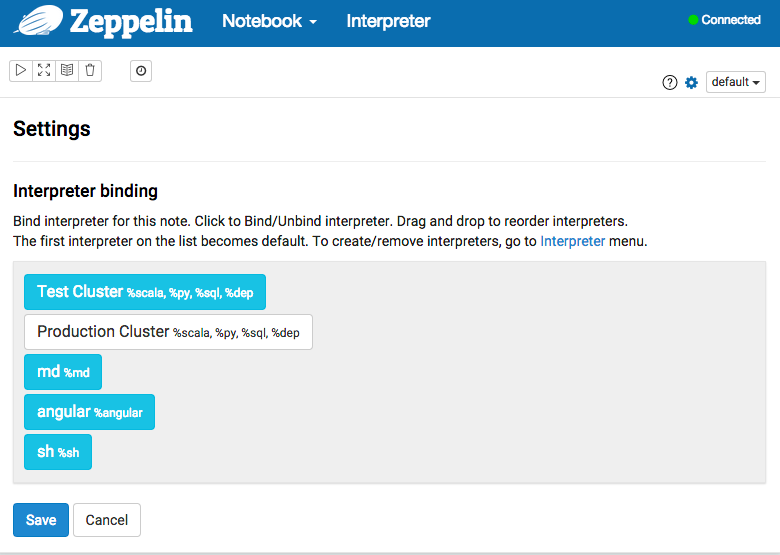 Zeppelin Notebook Interpreter Connected
default
Settings
Interpreter binding
Bind interpreter for this note. Click to Bind/Unbind interpreter. Drag and drop to reorder interpreters.
The first interpreter on the list becomes default. To create/remove interpreters, go to Interpreter menu.
Test Cluster %scala, %py, %sql, %dep
Production Cluster %scala, %py, %sql, %dep
md %md
angular %angular
sh %sh
Save Cancel